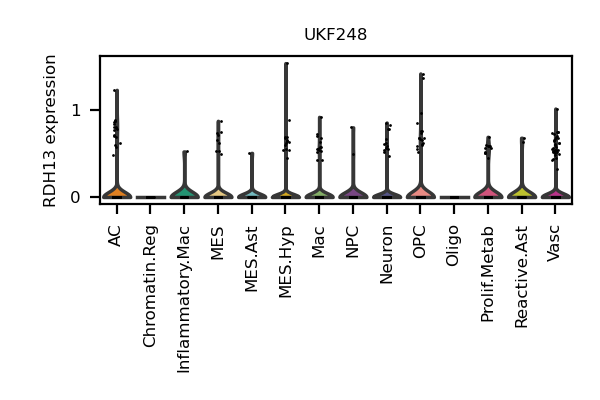 UKF248
RDH13 expression
1
0
AC
Chromatin.Reg
Inflammatory.Mac
MES
MES.Ast
MES.Hyp
Mac
NPC
Neuron
OPC
Oligo
Prolif.Metab
Reactive.Ast
Vasc